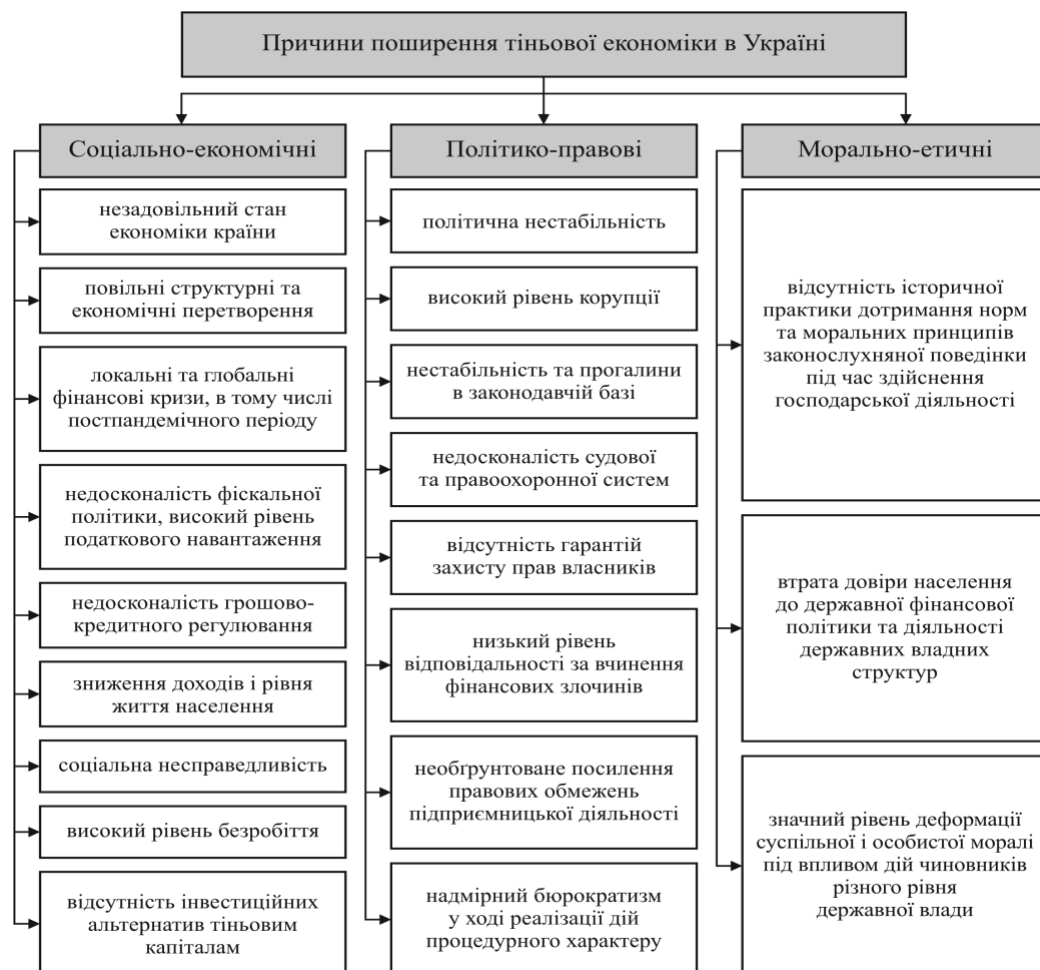 Причини поширення тіньової економіки в Україні
Соціально-економічні
незадовільний стан
економіки країни
повільні структурні та
економічні перетворення
локальні та глобальні
фінансові кризи, в тому числі
постпандемічного періоду
недосконалість фіскальної
політики, високий рівень
податкового навантаження
недосконалість грошово-
кредитного регулювання
зниження доходів і рівня
життя населення
соціальна несправедливість
високий рівень безробіття
відсутність інвестиційних
альтернатив тіньовим
капіталам
Політико-правові
політична нестабільність
високий рівень корупції
нестабільність та прогалини
в законодавчій базі
недосконалість судової
та правоохоронної систем
відсутність гарантій
захисту прав власників
низький рівень
відповідальності за вчинення
фінансових злочинів
необґрунтоване посилення
правових обмежень
підприємницької діяльності
надмірний бюрократизм
у ході реалізації дій
процедурного характеру
Морально-етичні
відсутність історичної
практики дотримання норм
та моральних принципів
законослухняної поведінки
під час здійснення
господарської діяльності
втрата довіри населення
до державної фінансової
політики та діяльності
державних владних
структур
значний рівень деформації
суспільної і особистої моралі
під впливом дій чиновників
різного рівня
державної влади